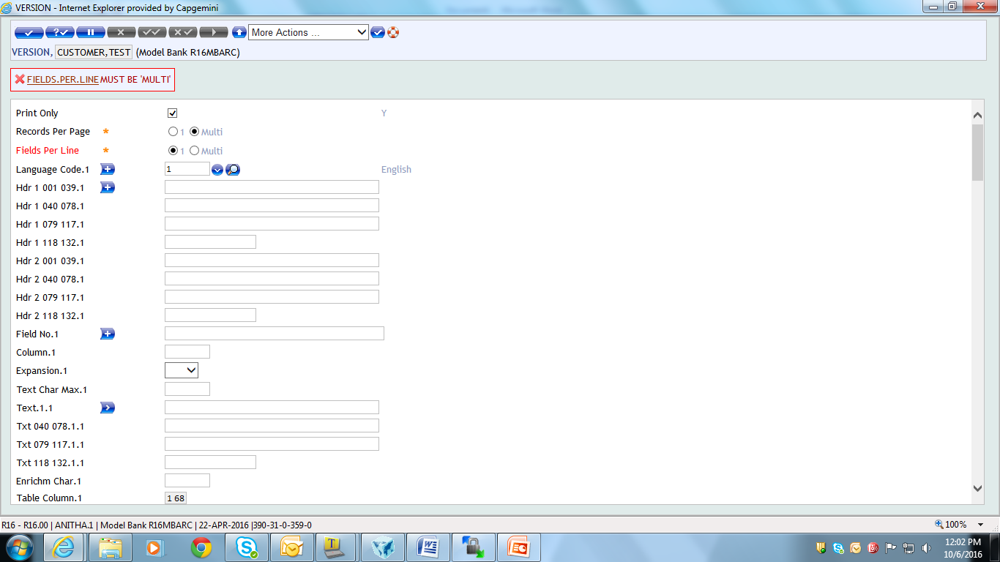 VERSION - Internet Explorer provided by Capgemini
More Actions ...
VERSION, CUSTOMER,TEST (Model Bank R16MBARC)
FIELDS.PER.LINE MUST BE 'MULTI'
Print Only Y
Records Per Page * 1 Multi
Fields Per Line * 1 Multi
Language Code.1 1 English
Hdr 1 001 039.1
Hdr 1 040 078.1
Hdr 1 079 117.1
Hdr 1 118 132.1
Hdr 2 001 039.1
Hdr 2 040 078.1
Hdr 2 079 117.1
Hdr 2 118 132.1
Field No.1
Column.1
Expansion.1
Text Char Max.1
Text.1.1
Txt 040 078.1.1
Txt 079 117.1.1
Txt 118 132.1.1
Enrichm Char.1
Table Column.1 1 68
R16 - R16.00 | ANITHA.1 | Model Bank R16MBARC | 22-APR-2016 |390-31-0-359-0 100%
12:02 PM
10/6/2016